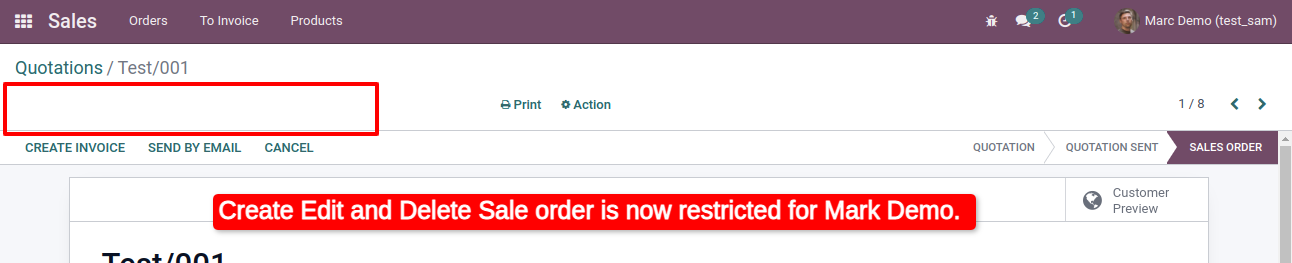 Sales Orders To Invoice Products 2 1 Marc Demo (test_sam)
Quotations / Test/001
Print Action 1 / 8
CREATE INVOICE SEND BY EMAIL CANCEL QUOTATION QUOTATION SENT SALES ORDER
Customer
Preview
Create Edit and Delete Sale order is now restricted for Mark Demo.
Test/001